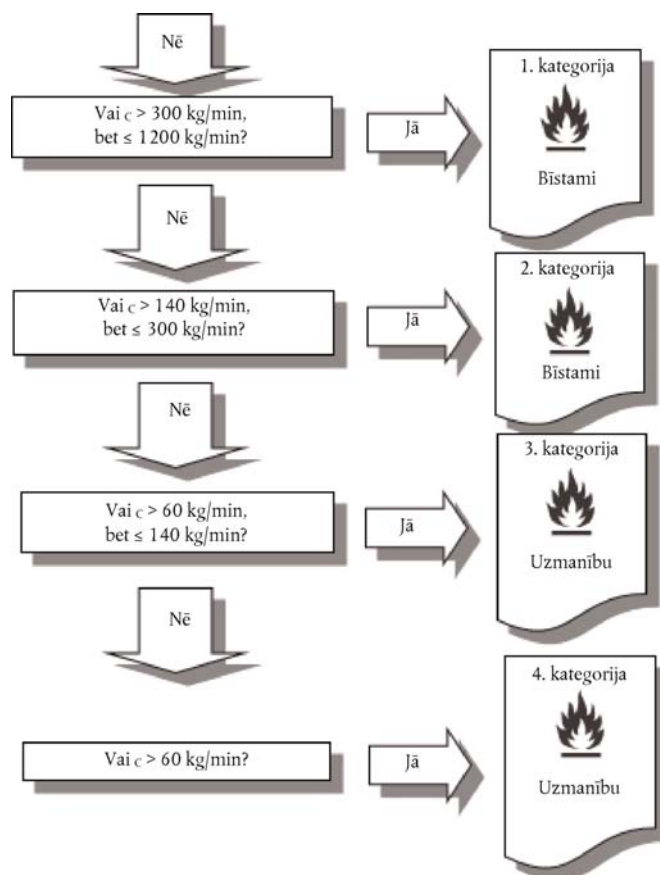 Nē
Vai c > 300 kg/min,
bet ≤ 1200 kg/min?
Jā
1. kategorija
Bīstami
Nē
Vai c > 140 kg/min,
bet ≤ 300 kg/min?
Jā
2. kategorija
Bīstami
Nē
Vai c > 60 kg/min,
bet ≤ 140 kg/min?
Jā
3. kategorija
Uzmanību
Nē
Vai c > 60 kg/min?
Jā
4. kategorija
Uzmanību